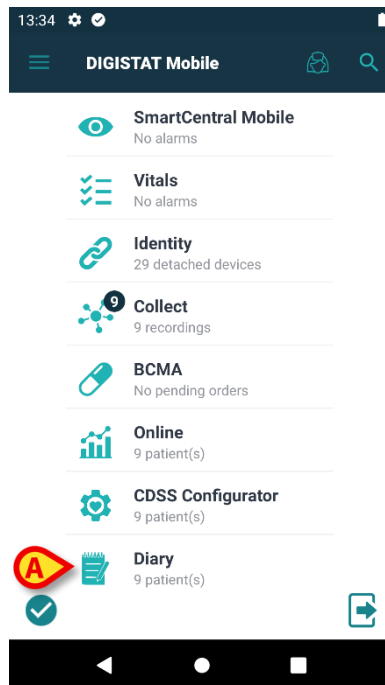 13:34
DIGISTAT Mobile
SmartCentral Mobile
No alarms
Vitals
No alarms
Identity
29 detached devices
9
Collect
9 recordings
BCMA
No pending orders
Online
9 patient(s)
CDSS Configurator
9 patient(s)
A
Diary
9 patient(s)